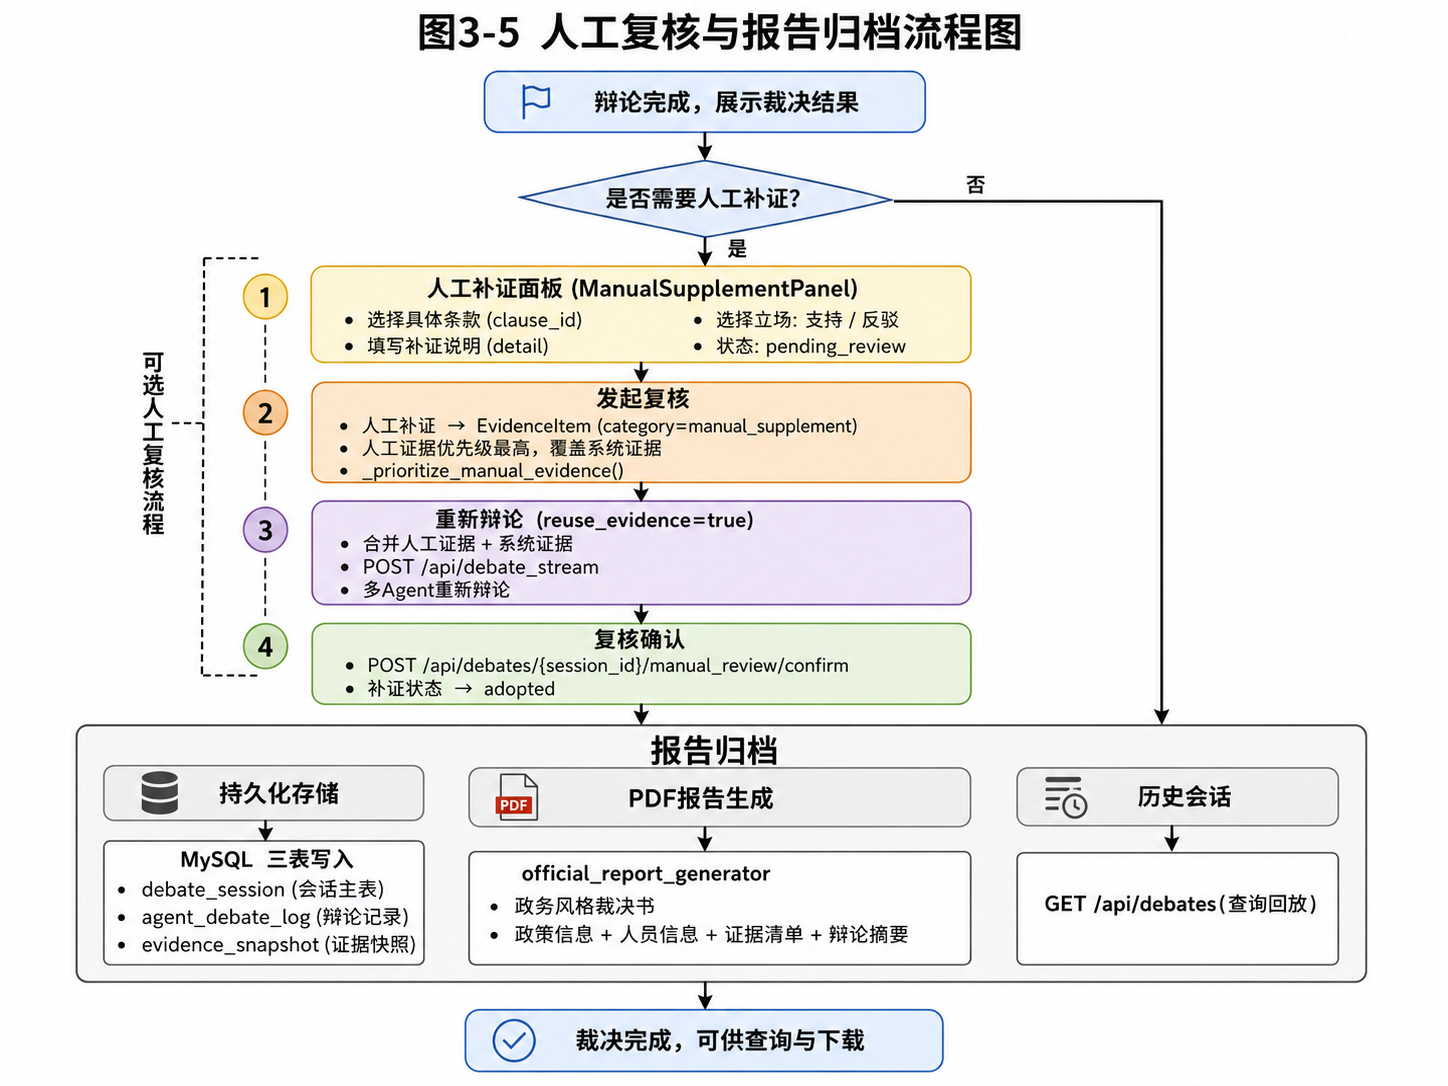 图3-5 人工复核与报告归档流程图
辩论完成，展示裁决结果
是否需要人工补证？
否
是
可选人工复核流程
1
人工补证面板 (ManualSupplementPanel)
• 选择具体条款 (clause_id)
• 选择立场: 支持 / 反驳
• 填写补证说明 (detail)
• 状态: pending_review
2
发起复核
• 人工补证 → EvidenceItem (category=manual_supplement)
• 人工证据优先级最高，覆盖系统证据
• _prioritize_manual_evidence()
3
重新辩论 (reuse_evidence=true)
• 合并人工证据 + 系统证据
• POST /api/debate_stream
• 多Agent重新辩论
4
复核确认
• POST /api/debates/{session_id}/manual_review/confirm
• 补证状态 → adopted
报告归档
持久化存储
MySQL 三表写入
• debate_session (会话主表)
• agent_debate_log (辩论记录)
• evidence_snapshot (证据快照)
PDF
PDF报告生成
official_report_generator
• 政务风格裁决书
• 政策信息 + 人员信息 + 证据清单 + 辩论摘要
历史会话
GET /api/debates(查询回放)
裁决完成，可供查询与下载